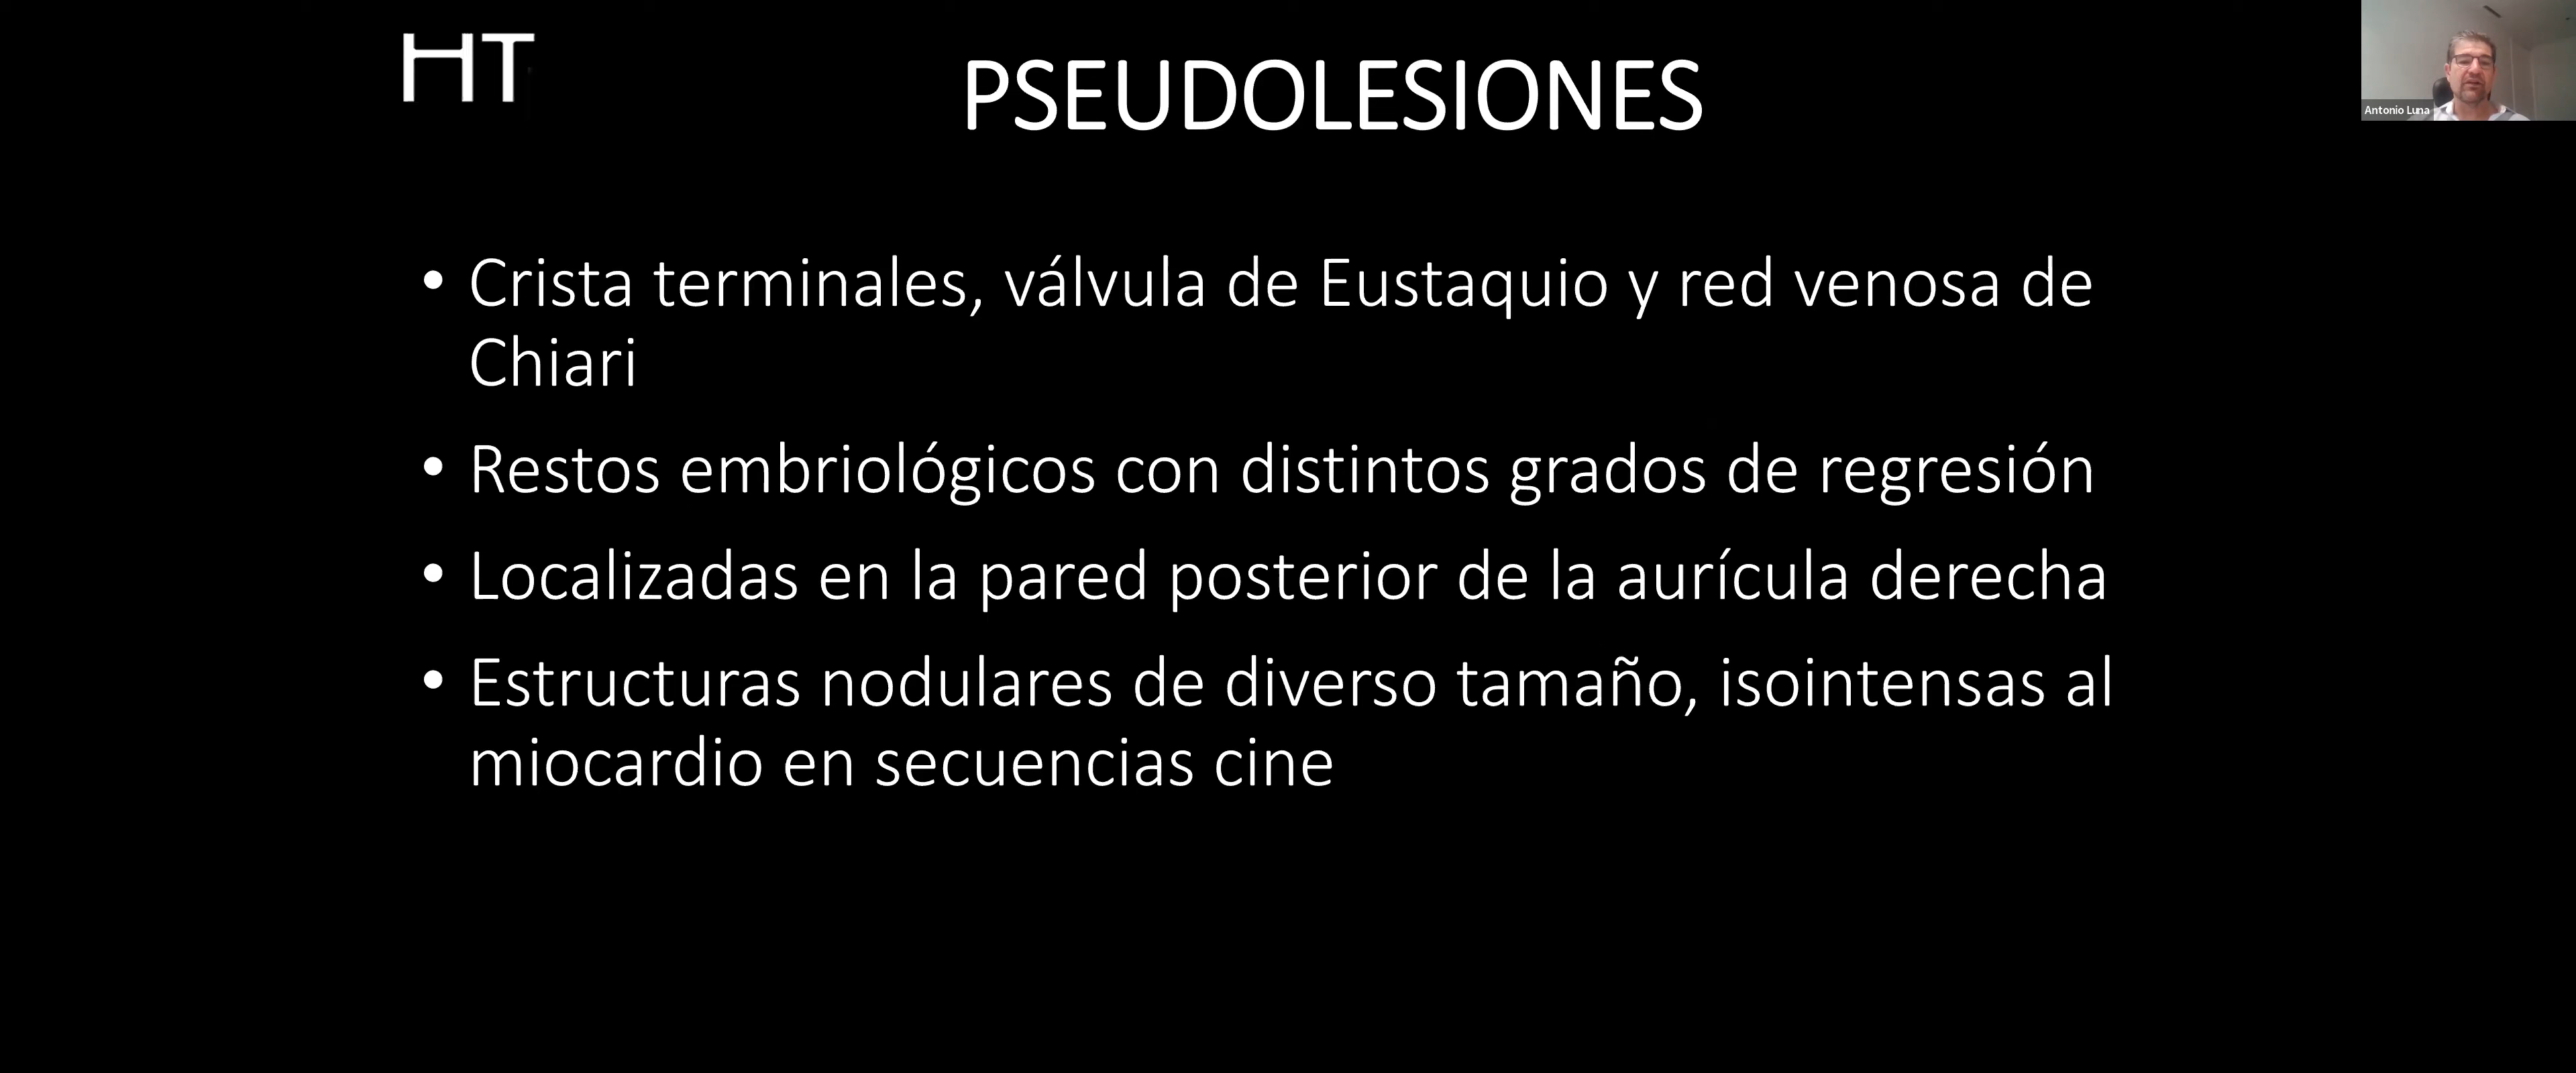 HT
PSEUDOLESIONES
Antonio Luna
• Crista terminales, válvula de Eustaquio y red venosa de
Chiari
• Restos embriológicos con distintos grados de regresión
• Localizadas en la pared posterior de la aurícula derecha
• Estructuras nodulares de diverso tamaño, isointensas al
miocardio en secuencias cine